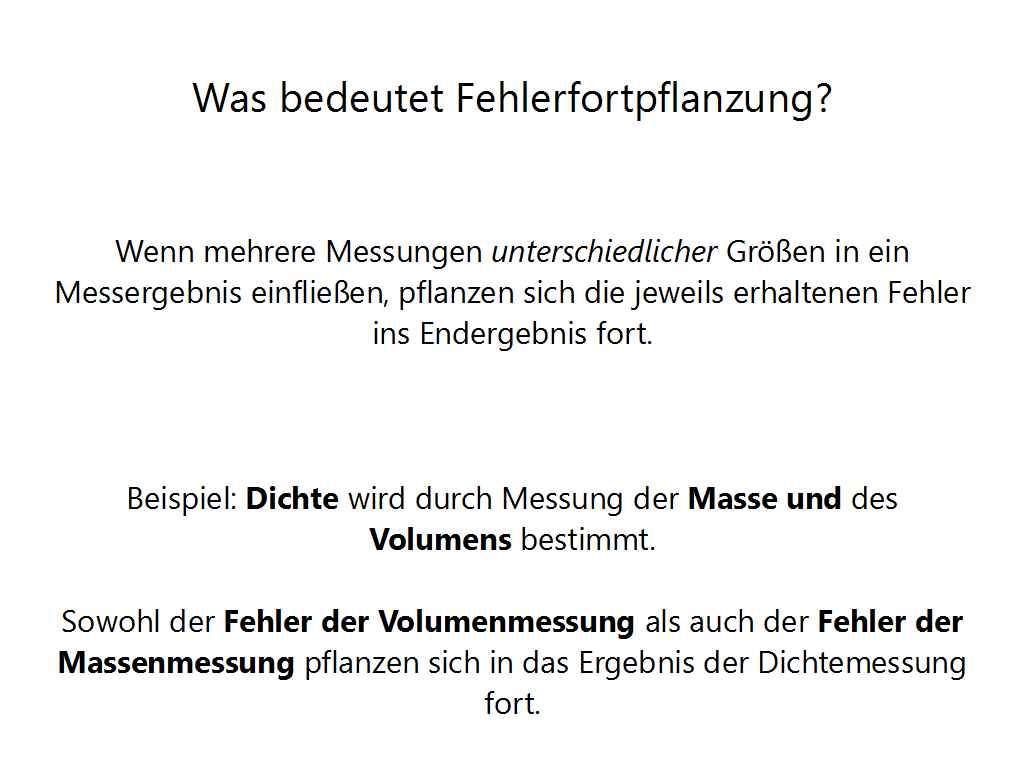 Was bedeutet Fehlerfortpflanzung?
Wenn mehrere Messungen unterschiedlicher Größen in ein
Messergebnis einfließen, pflanzen sich die jeweils erhaltenen Fehler
ins Endergebnis fort.
Beispiel: Dichte wird durch Messung der Masse und des
Volumens bestimmt.
Sowohl der Fehler der Volumenmessung als auch der Fehler der
Massenmessung pflanzen sich in das Ergebnis der Dichtemessung
fort.